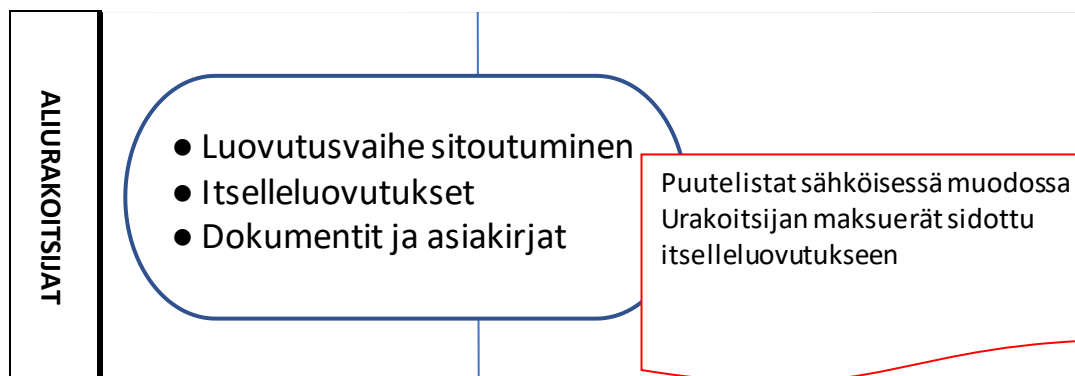 ALIURAKOITSIJAT
● Luovutusvaihe sitoutuminen
● Itselleluovutukset
● Dokumentit ja asiakirjat
Puutelistat sähköisessä muodossa
Urakoitsijan maksuerät sidottu
itselleluovutukseen